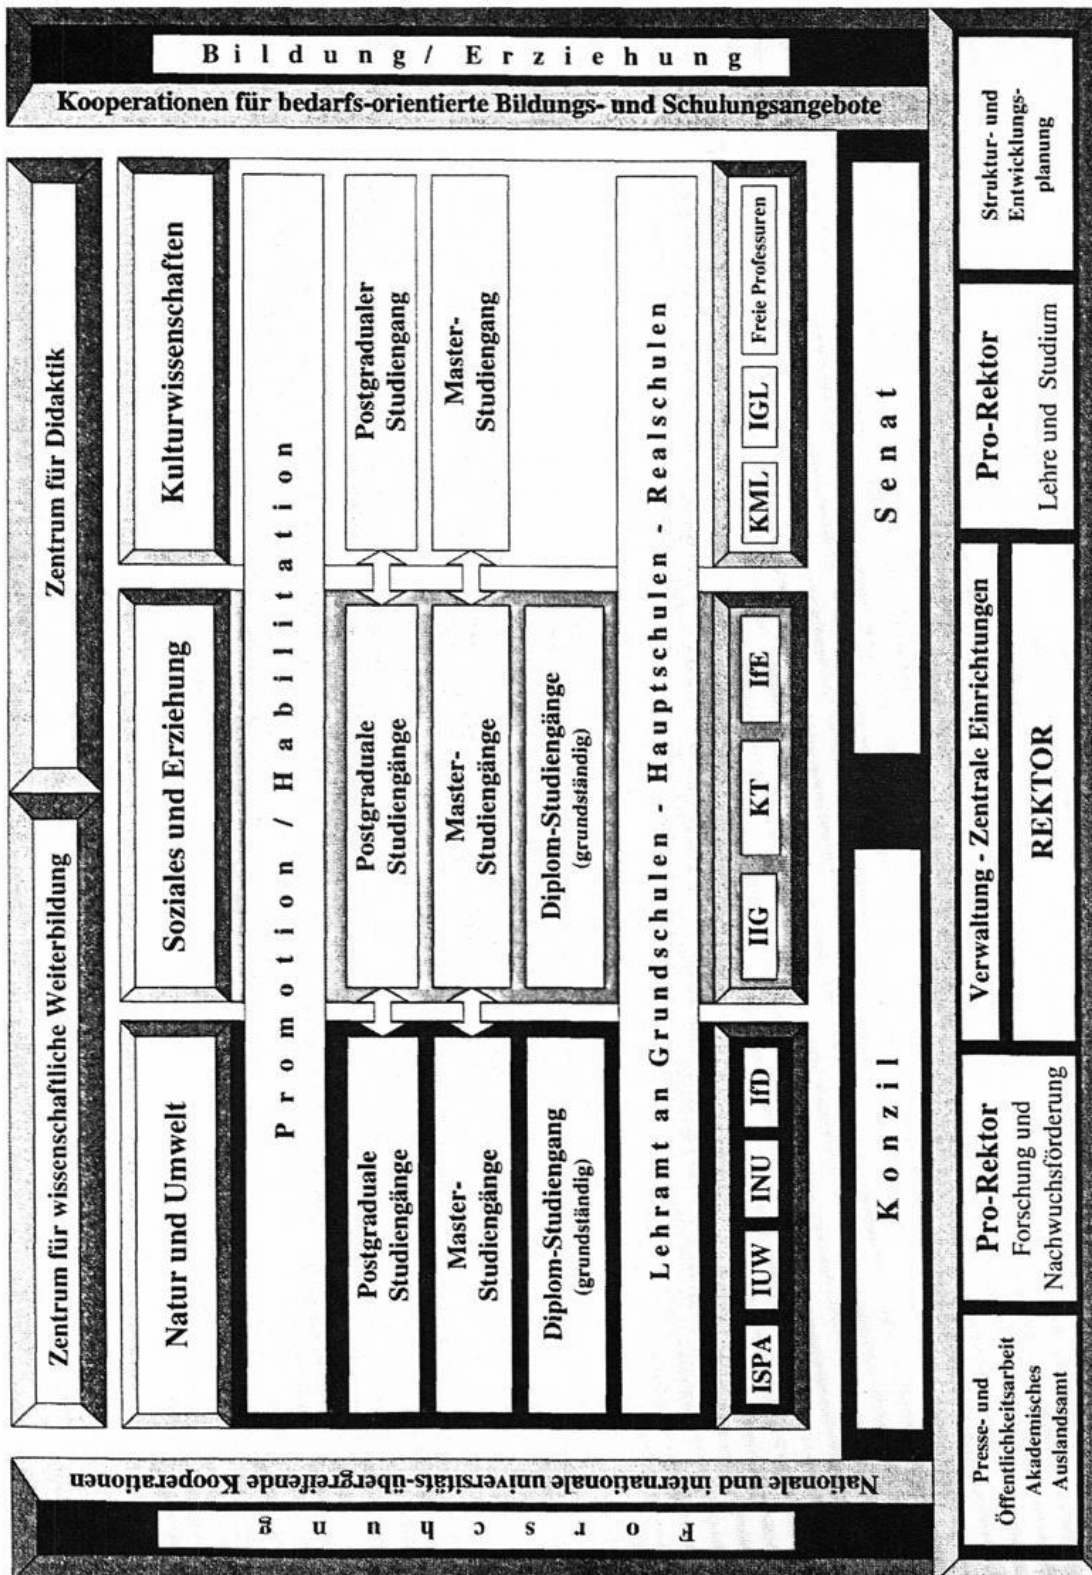 Zentrum für wissenschaftliche Weiterbildung
Zentrum für Didaktik
Natur und Umwelt
Soziales und Erziehung
Kulturwissenschaften
Promotion / Habilitation
Postgraduale
Studiengänge
Postgraduale
Studiengänge
Postgradualer
Studiengang
Master-
Studiengänge
Master-
Studiengänge
Master-
Studiengang
Diplom-Studiengang
(grundständig)
Diplom-Studiengänge
(grundständig)
Lehramt an Grundschulen - Hauptschulen - Realschulen
ISPA
IUW
INU
IfD
IIG
KT
IfE
KML
IGL
Freie Professuren
Forschung
Nationale und internationale universitäts-übergreifende Kooperationen
Kooperationen für bedarfs-orientierte Bildungs- und Schulungsangebote
Bildung/ Erziehung
Konzil
Senat
Presse- und
Öffentlichkeitsarbeit
Akademisches
Auslandsamt
Pro-Rektor
Forschung und
Nachwuchsförderung
Verwaltung - Zentrale Einrichtungen
REKTOR
Pro-Rektor
Lehre und Studium
Struktur- und
Entwicklungs-
planung